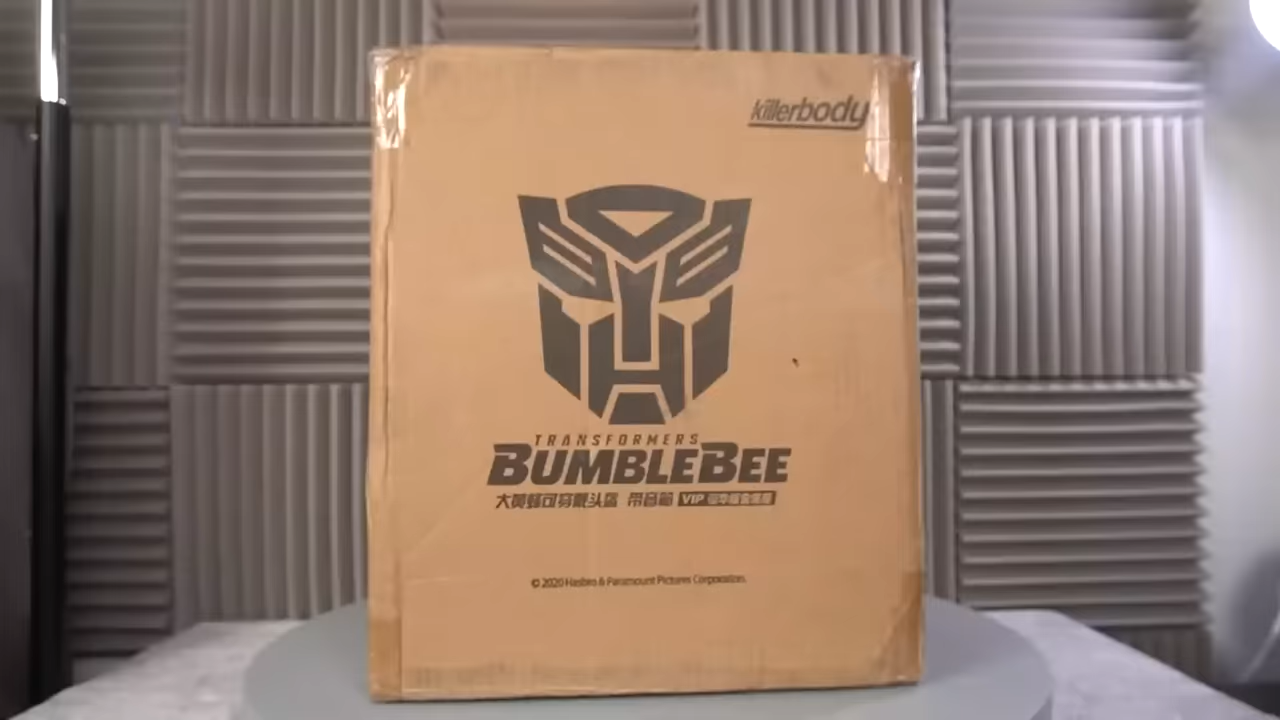 killerbody
TRANSFORMERS
BUMBLEBEE
大黄蜂可穿戴头盔 带音箱 VIP
© 2020 Hasbro & Paramount Pictures Corporation.